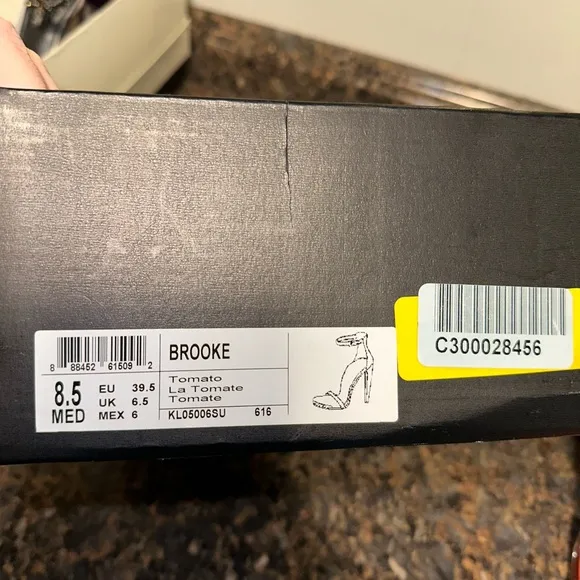 BROOKE
8 88452 61509 2
8.5 MED
EU 39.5
UK 6.5
MEX 6
Tomato
La Tomate
Tomate
KL05006SU 616
C300028456